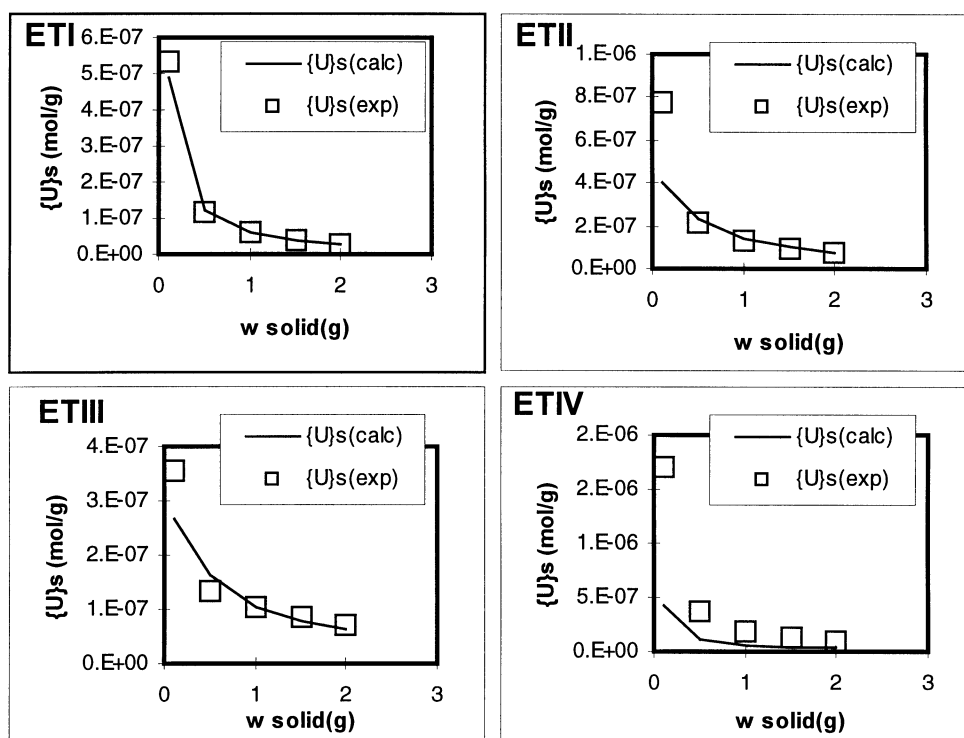 ETI
6.E-07
5.E-07
4.E-07
3.E-07
2.E-07
1.E-07
0.E+00
{U}s (mol/g)
{U}s(calc)
{U}s(exp)
0 1 2 3
w solid(g)
ETII
1.E-06
8.E-07
6.E-07
4.E-07
2.E-07
0.E+00
{U}s (mol/g)
{U}s(calc)
{U}s(exp)
0 1 2 3
w solid(g)
ETIII
4.E-07
3.E-07
2.E-07
1.E-07
0.E+00
{U}s (mol/g)
{U}s(calc)
{U}s(exp)
0 1 2 3
w solid(g)
ETIV
2.E-06
2.E-06
1.E-06
5.E-07
0.E+00
{U}s (mol/g)
{U}s(calc)
{U}s(exp)
0 1 2 3
w solid(g)